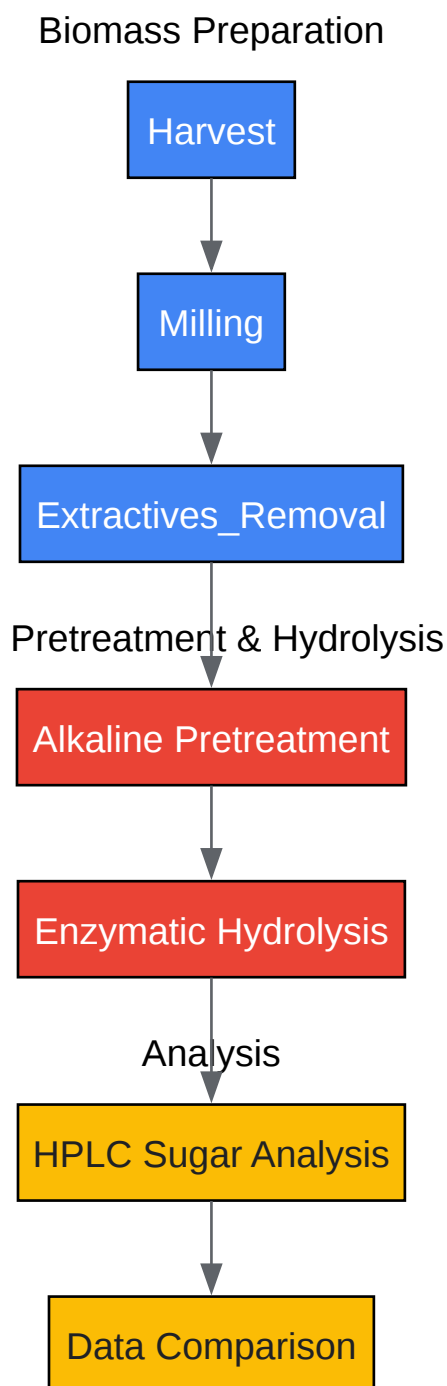 Biomass Preparation
Harvest
Milling
Extractives_Removal
Pretreatment & Hydrolysis
Alkaline Pretreatment
Enzymatic Hydrolysis
Analysis
HPLC Sugar Analysis
Data Comparison